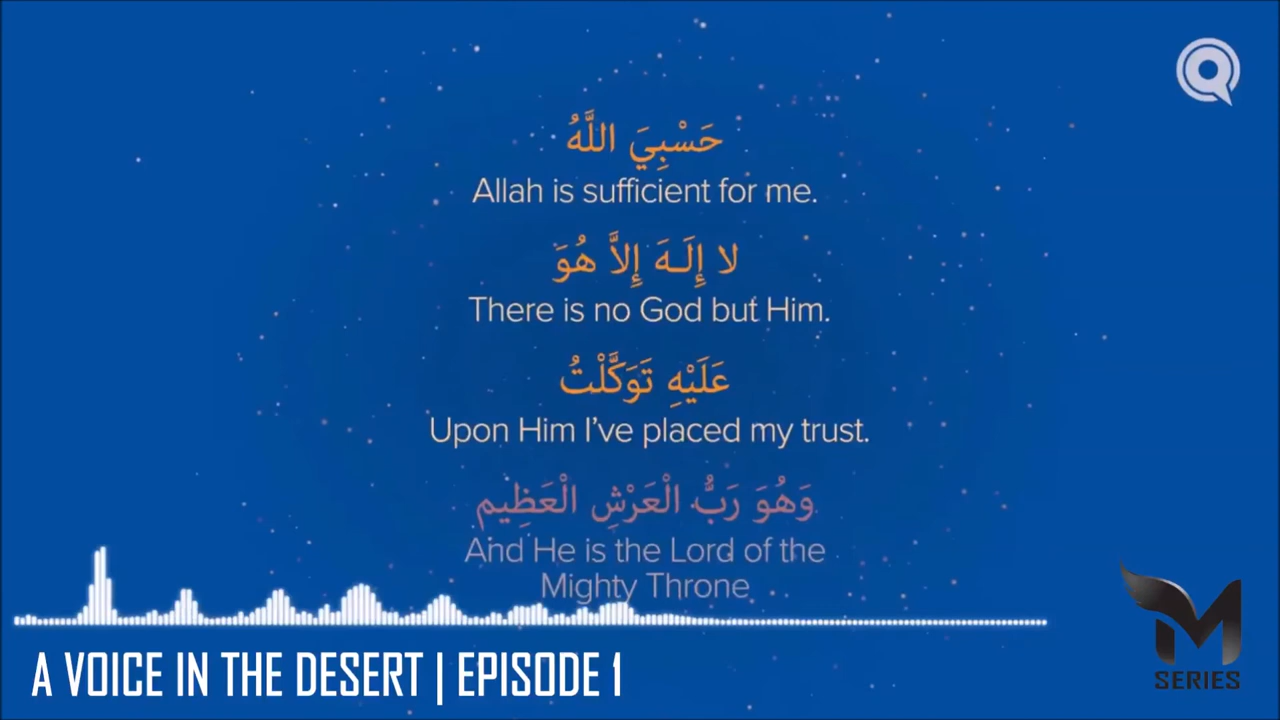 حَسْبِيَ اللَّهُ
Allah is sufficient for me.
لا إِلَـهَ إِلاَّ هُوَ
There is no God but Him.
عَلَيْهِ تَوَكَّلْتُ
Upon Him I've placed my trust.
وَهُوَ رَبُّ الْعَرْشِ الْعَظِيمِ
And He is the Lord of the
Mighty Throne
A VOICE IN THE DESERT | EPISODE 1
M
SERIES